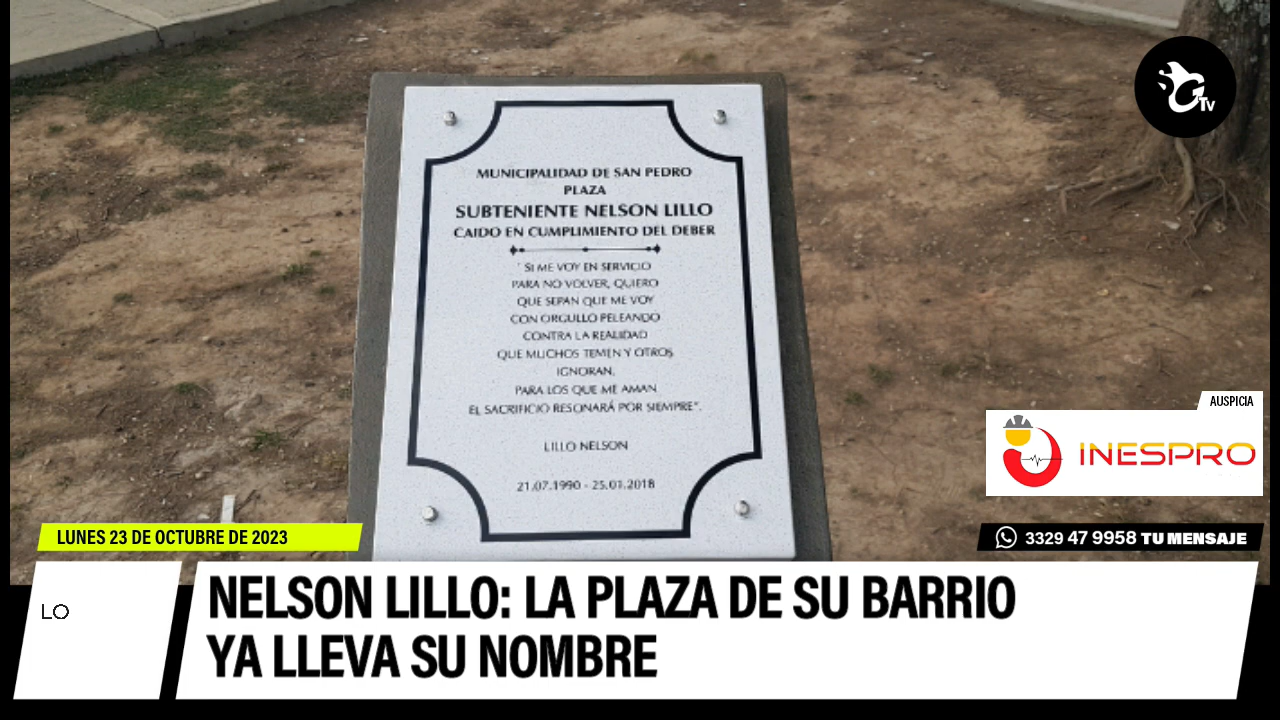 G Tv
MUNICIPALIDAD DE SAN PEDRO
PLAZA
SUBTENIENTE NELSON LILLO
CAIDO EN CUMPLIMIENTO DEL DEBER
" SI ME VOY EN SERVICIO
PARA NO VOLVER, QUIERO
QUE SEPAN QUE ME VOY
CON ORGULLO PELEANDO
CONTRA LA REALIDAD
QUE MUCHOS TEMEN Y OTROS
IGNORAN.
PARA LOS QUE ME AMAN
EL SACRIFICIO RESONARÁ POR SIEMPRE".
LILLO NELSON
21.07.1990 - 25.01.2018
AUSPICIA
INESPRO
LUNES 23 DE OCTUBRE DE 2023
3329 47 9958 TU MENSAJE
LO
NELSON LILLO: LA PLAZA DE SU BARRIO
YA LLEVA SU NOMBRE